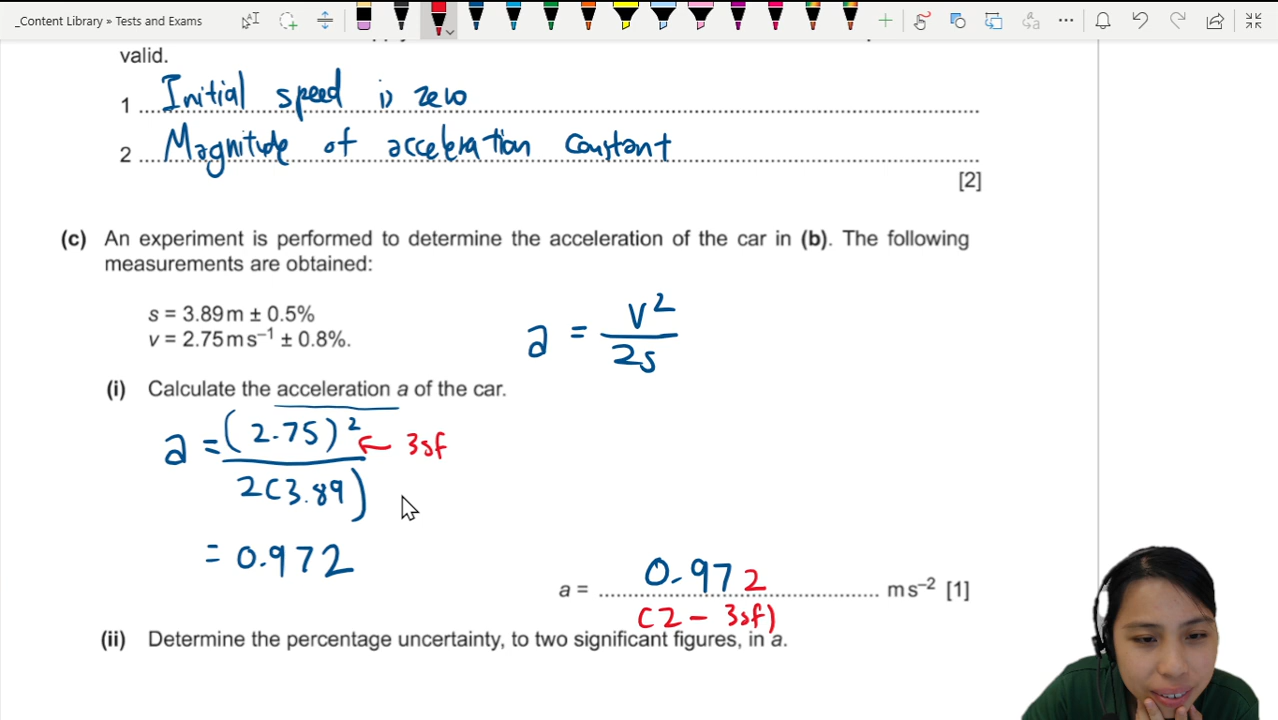 _Content Library » Tests and Exams
valid.
1 Initial speed is zero
2 Magnitude of acceleration constant
[2]
(c) An experiment is performed to determine the acceleration of the car in (b). The following
measurements are obtained:
s = 3.89 m ± 0.5%
v = 2.75 m s⁻¹ ± 0.8%.
a = v² / 2s
(i) Calculate the acceleration a of the car.
a = (2.75)² / 2(3.89) ← 3sf
= 0.972
a = 0.972 m s⁻² [1]
(2 - 3sf)
(ii) Determine the percentage uncertainty, to two significant figures, in a.